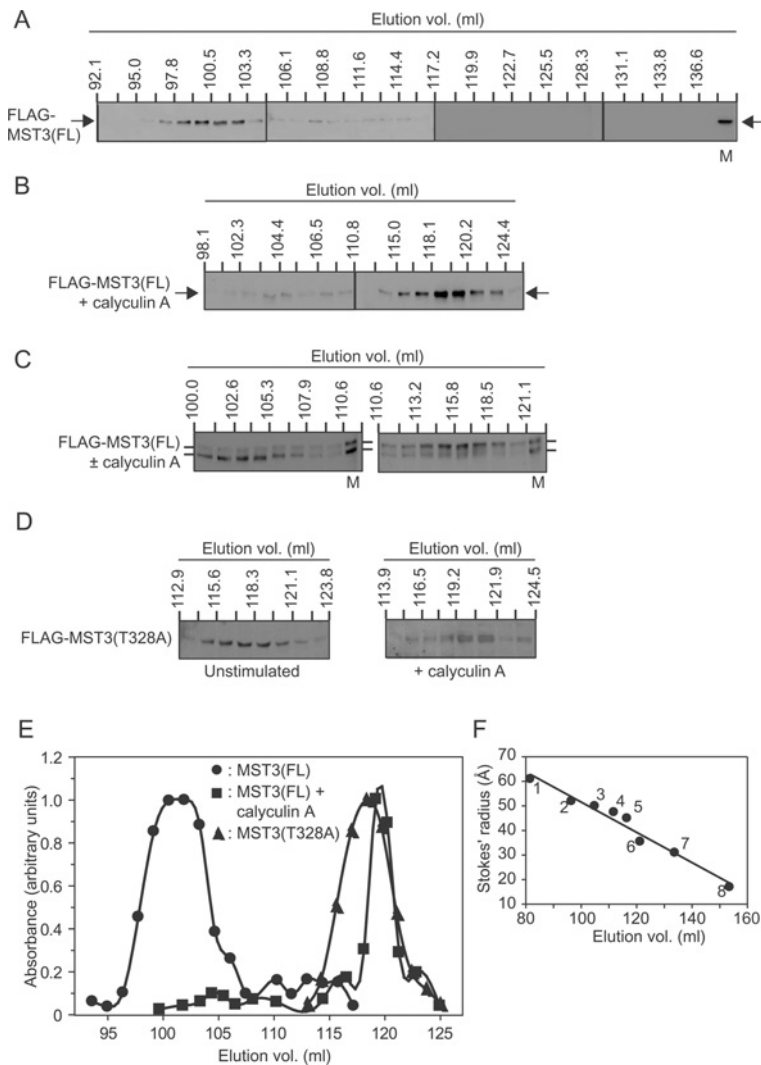 A
Elution vol. (ml)
92.1 95.0 97.8 100.5 103.3 106.1 108.8 111.6 114.4 117.2 119.9 122.7 125.5 128.3 131.1 133.8 136.6
FLAG-
MST3(FL)
M
B
Elution vol. (ml)
98.1 102.3 104.4 106.5 110.8 115.0 118.1 120.2 124.4
FLAG-MST3(FL)
+ calyculin A
C
Elution vol. (ml)
100.0 102.6 105.3 107.9 110.6 110.6 113.2 115.8 118.5 121.1
FLAG-MST3(FL)
± calyculin A
M M
D
Elution vol. (ml) Elution vol. (ml)
112.9 115.6 118.3 121.1 123.8 113.9 116.5 119.2 121.9 124.5
FLAG-MST3(T328A)
Unstimulated + calyculin A
E
Absorbance (arbitrary units)
1.2
1.0
0.8
0.6
0.4
0.2
0
: MST3(FL)
: MST3(FL) +
calyculin A
: MST3(T328A)
95 100 105 110 115 120 125
Elution vol. (ml)
F
Stokes' radius (Å)
70
60
50
40
30
20
10
1 2 3 4 5 6 7 8
80 100 120 140 160
Elution vol. (ml)